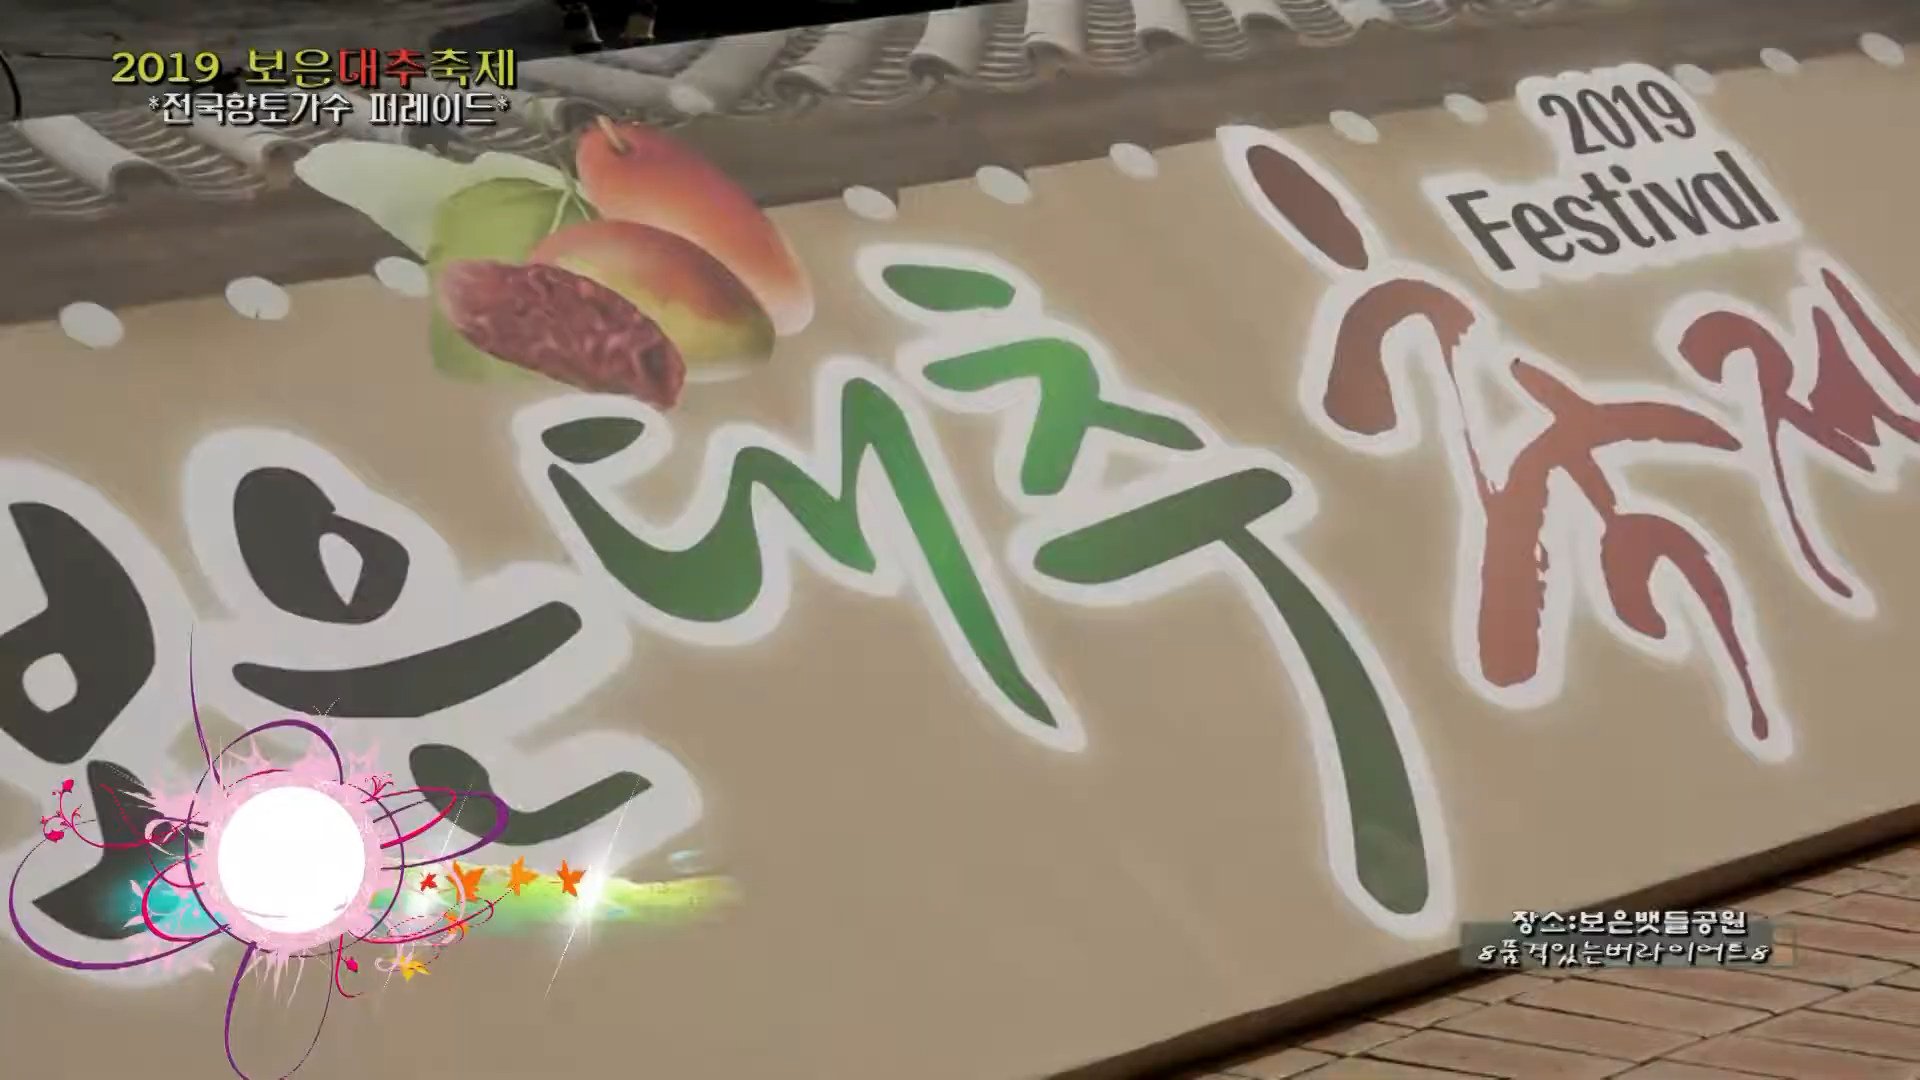 2019 보은대추축제
*전국향토가수 퍼레이드*
2019
Festival
보은대추축제
장소:보은뱃들공원
8품격있는버라이어트8